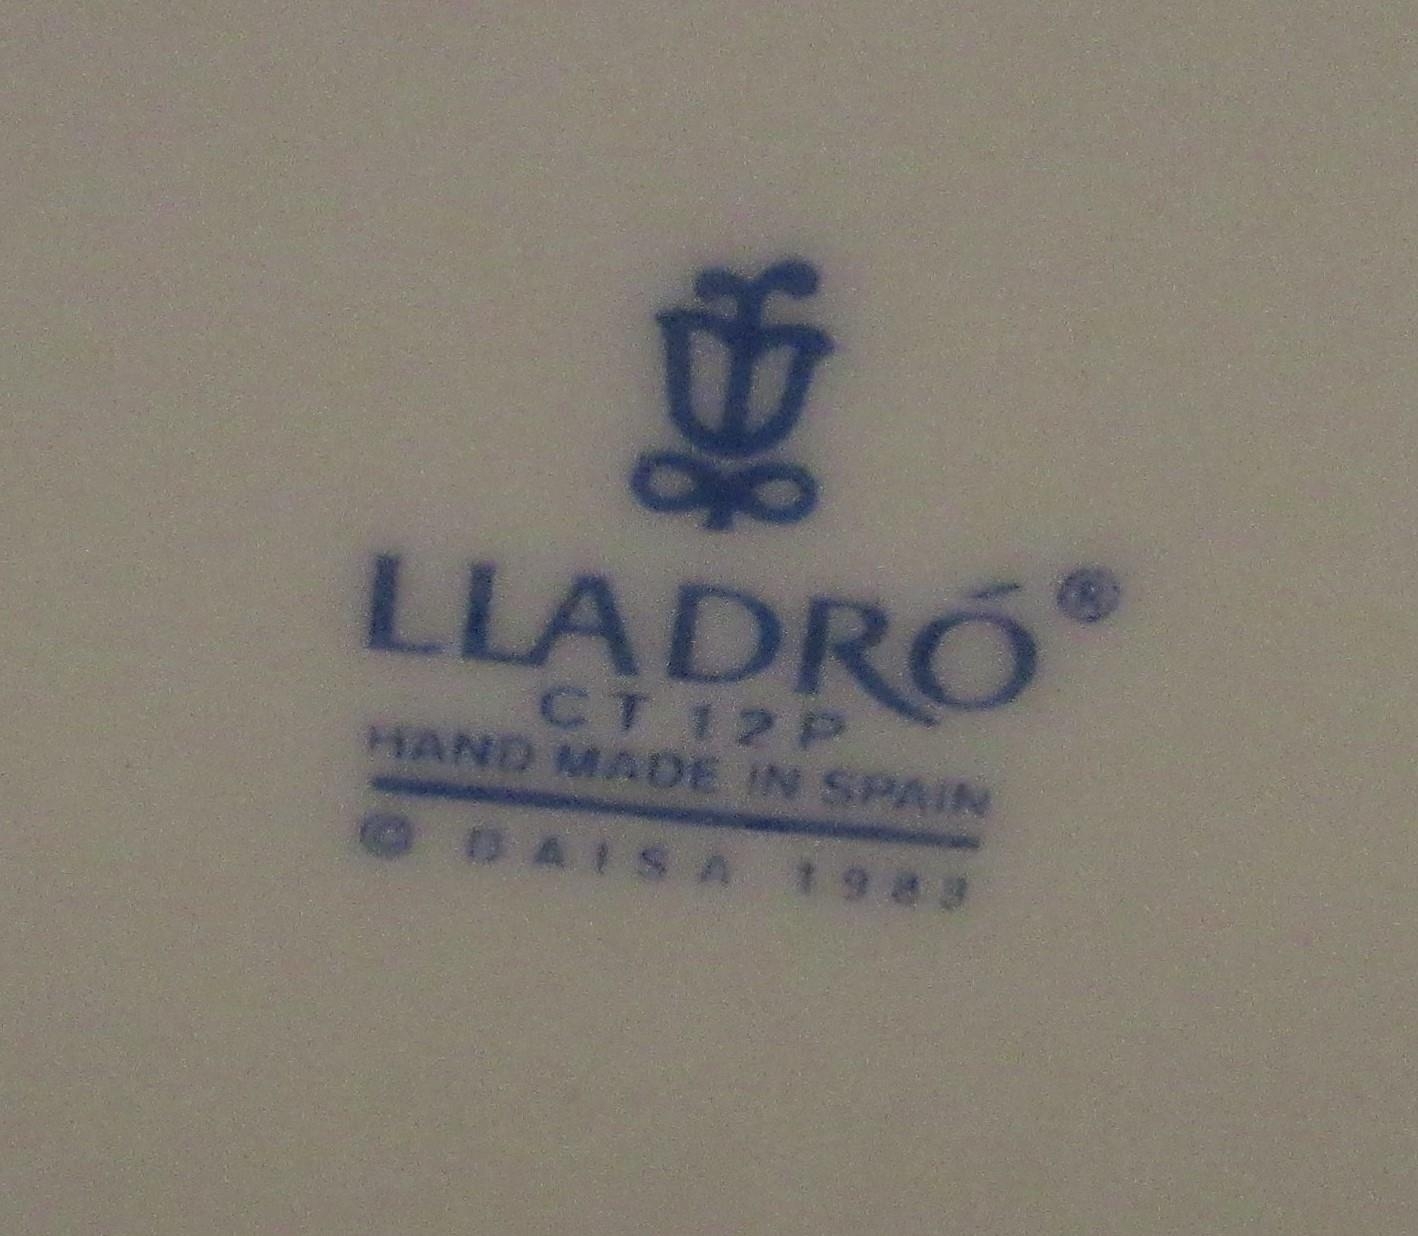 LLADRÓ®
CT 12P
HAND MADE IN SPAIN
© DAISA 1983